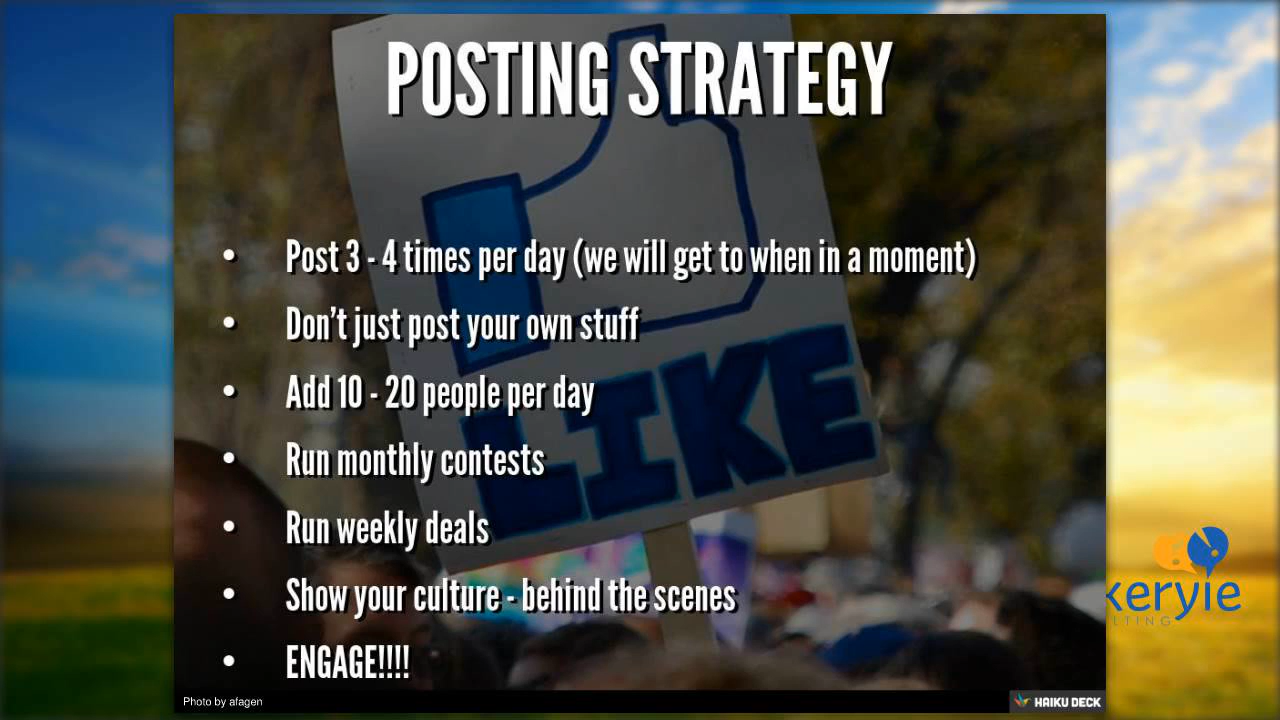 POSTING STRATEGY
• Post 3 - 4 times per day (we will get to when in a moment)
• Don't just post your own stuff
• Add 10 - 20 people per day
• Run monthly contests
• Run weekly deals
• Show your culture - behind the scenes
• ENGAGE!!!!
LIKE
keryie
LTING
Photo by afagen
HAIKU DECK